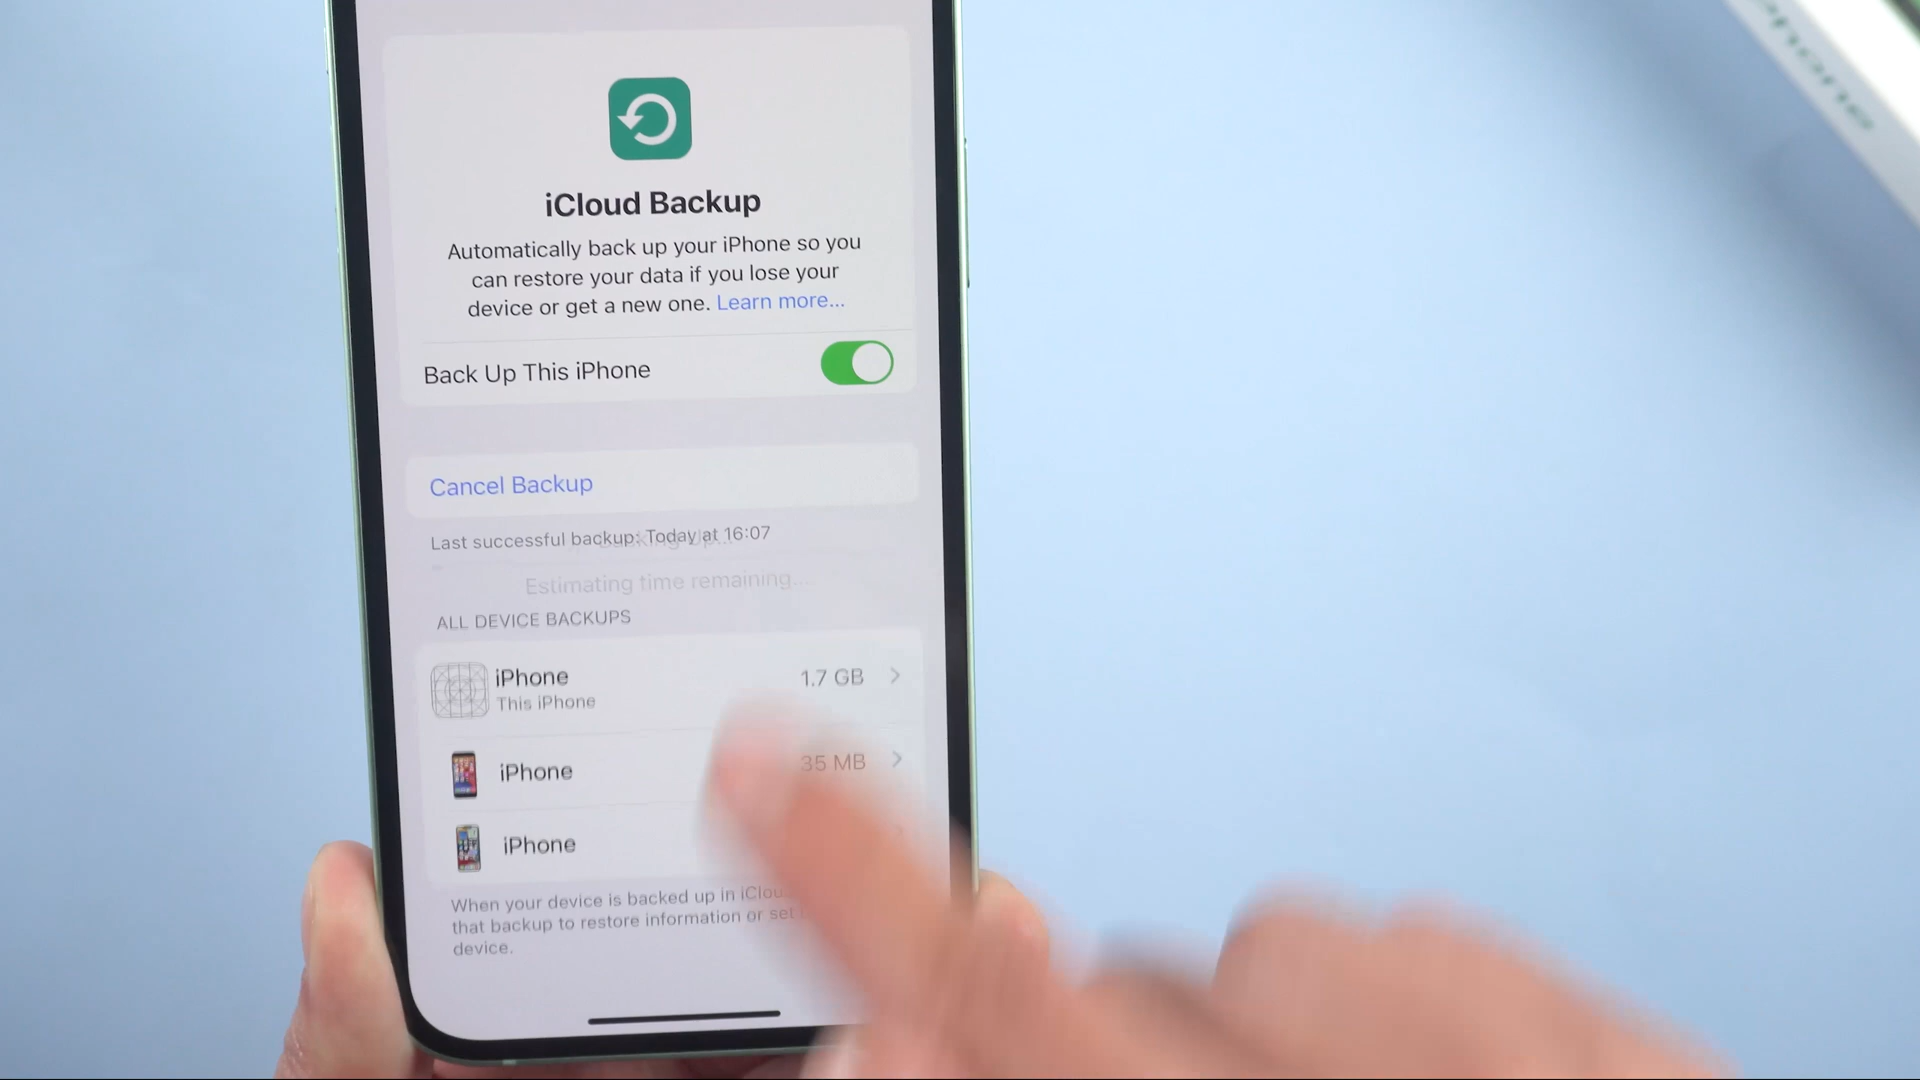 iPhone
iCloud Backup
Automatically back up your iPhone so you
can restore your data if you lose your
device or get a new one. Learn more...
Back Up This iPhone
Cancel Backup
Last successful backup: Today at 16:07
Backing Up...
Estimating time remaining...
ALL DEVICE BACKUPS
iPhone 1.7 GB
This iPhone
iPhone 35 MB
iPhone
When your device is backed up in
that backup to restore information or
device.